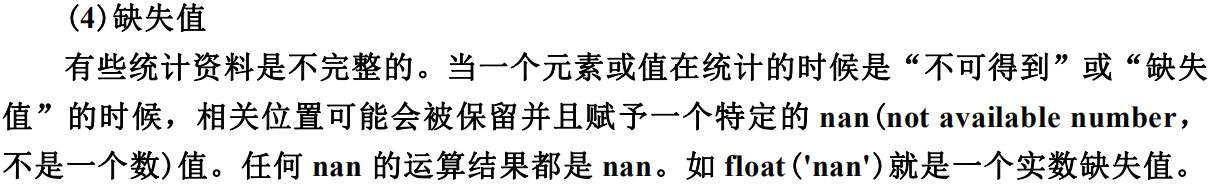 (4)缺失值
有些统计资料是不完整的。当一个元素或值在统计的时候是“不可得到”或“缺失
值”的时候，相关位置可能会被保留并且赋予一个特定的 nan(not available number，
不是一个数)值。任何 nan 的运算结果都是 nan。如 float('nan')就是一个实数缺失值。